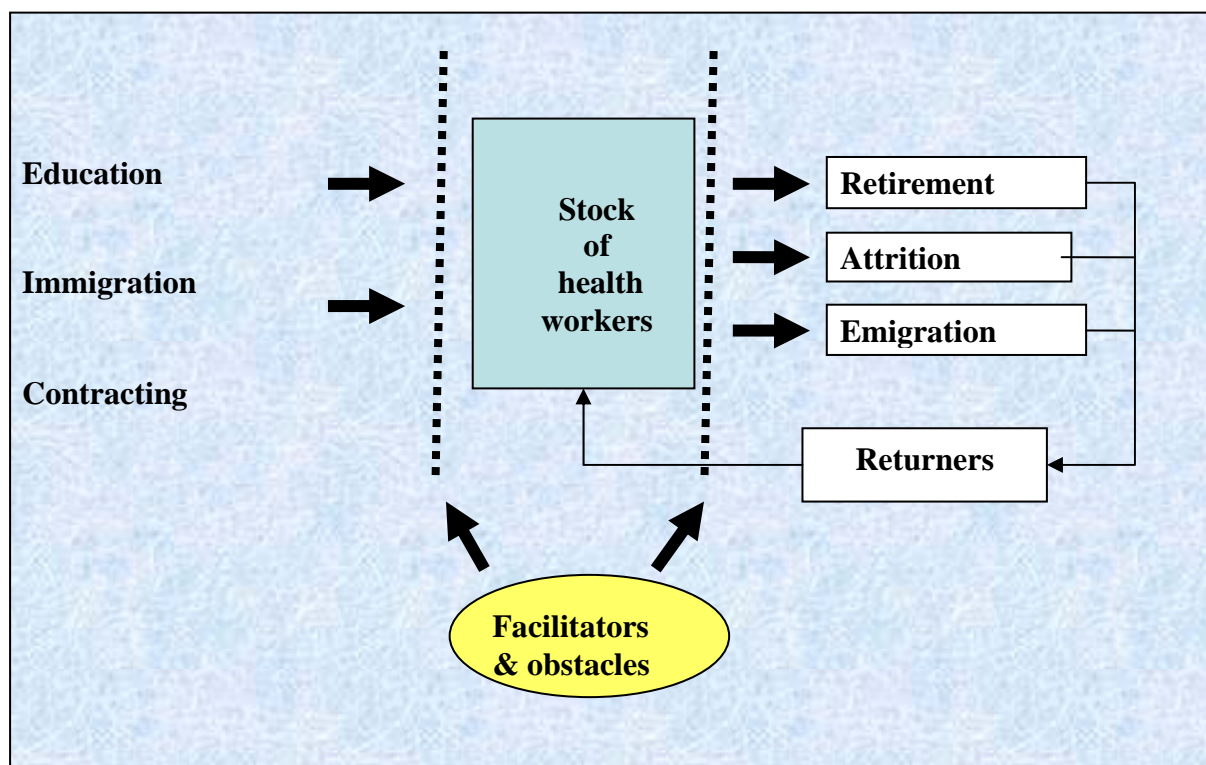 Education
Immigration
Contracting
Stock
of
health
workers
Retirement
Attrition
Emigration
Returners
Facilitators
& obstacles